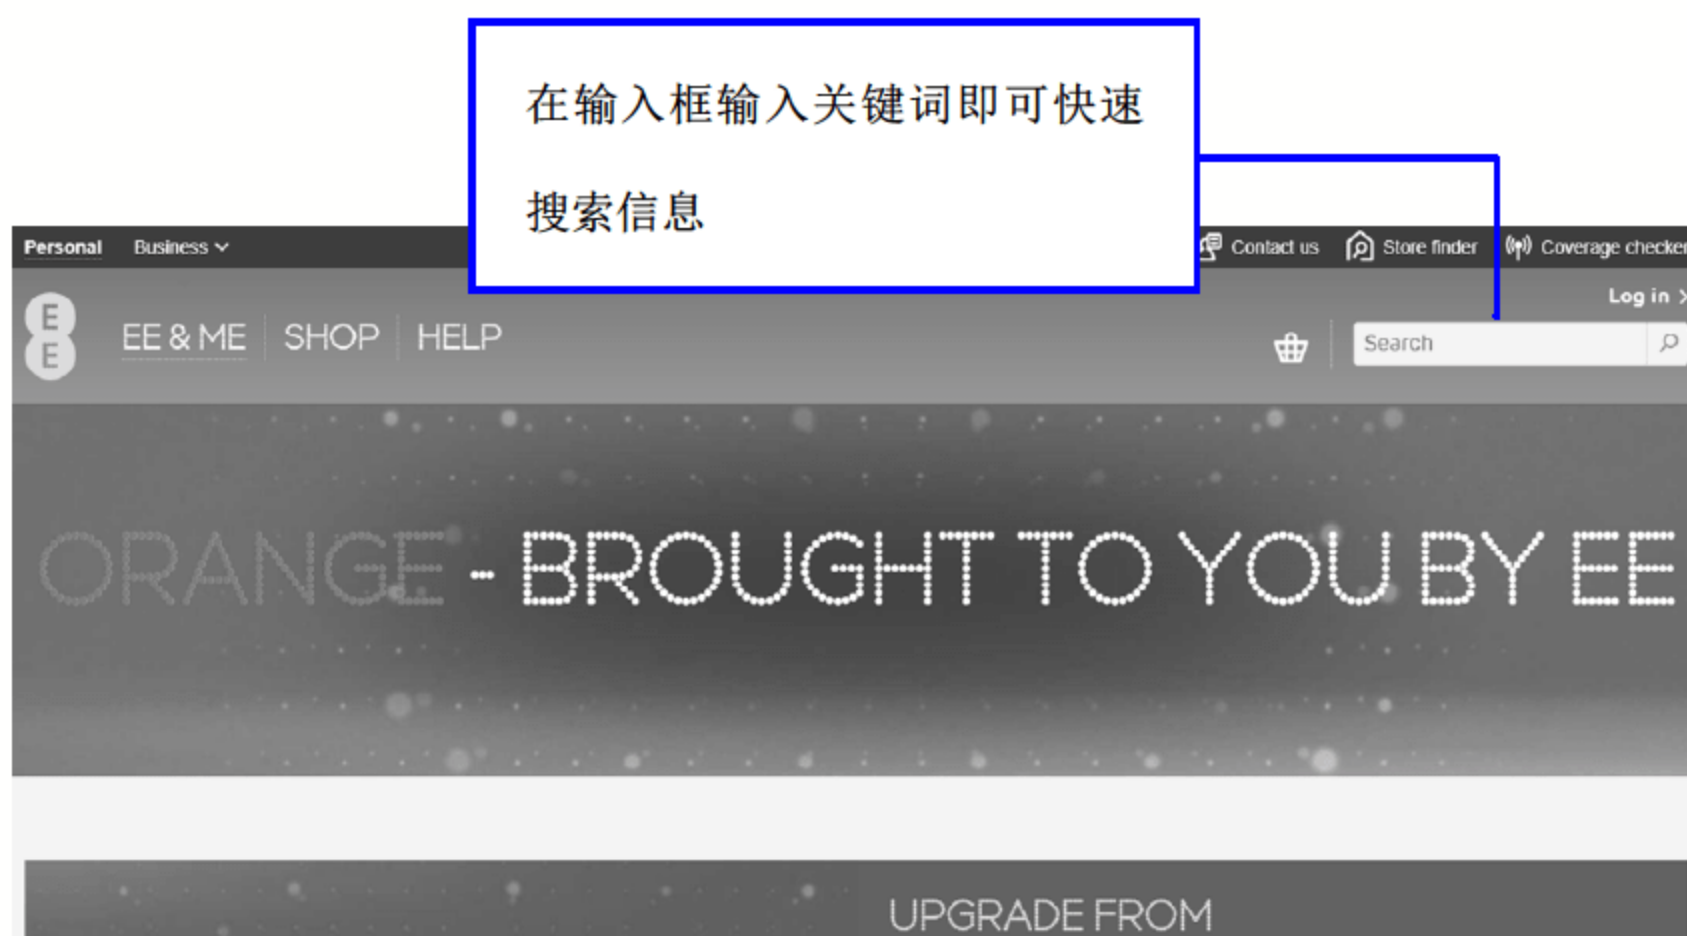 在输入框输入关键词即可快速
搜索信息
Personal Business Contact us Store finder Coverage checker
Log in
E
E
EE & ME SHOP HELP Search
ORANGE - BROUGHT TO YOU BY EE
UPGRADE FROM